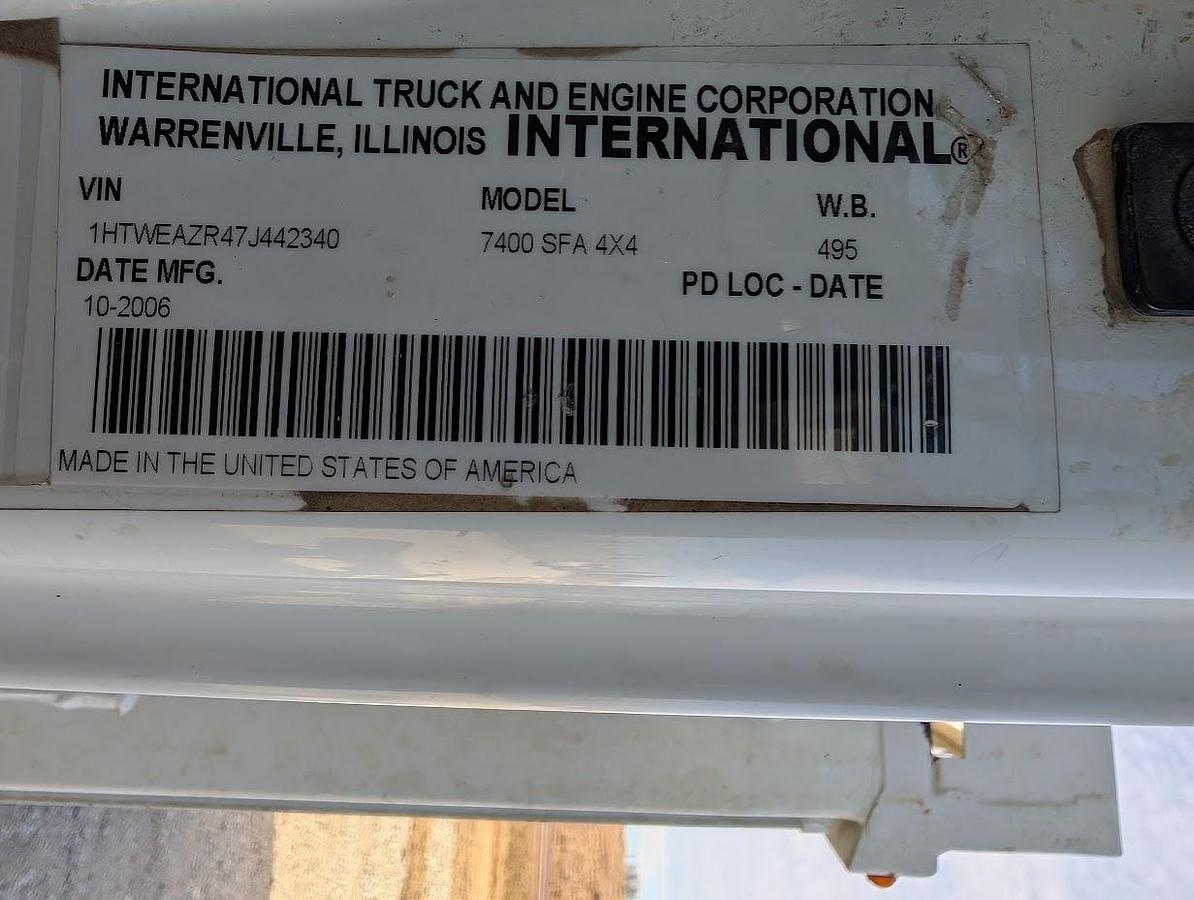 INTERNATIONAL TRUCK AND ENGINE CORPORATION
WARRENVILLE, ILLINOIS INTERNATIONAL®
VIN MODEL W.B.
1HTWEAZR47J442340 7400 SFA 4X4 495
DATE MFG. PD LOC - DATE
10-2006
MADE IN THE UNITED STATES OF AMERICA